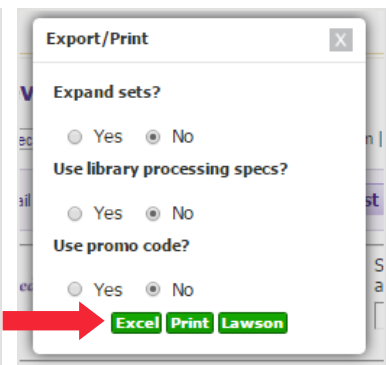 Export/Print X
Expand sets?
Yes No
Use library processing specs?
Yes No
Use promo code?
Yes No
Excel Print Lawson